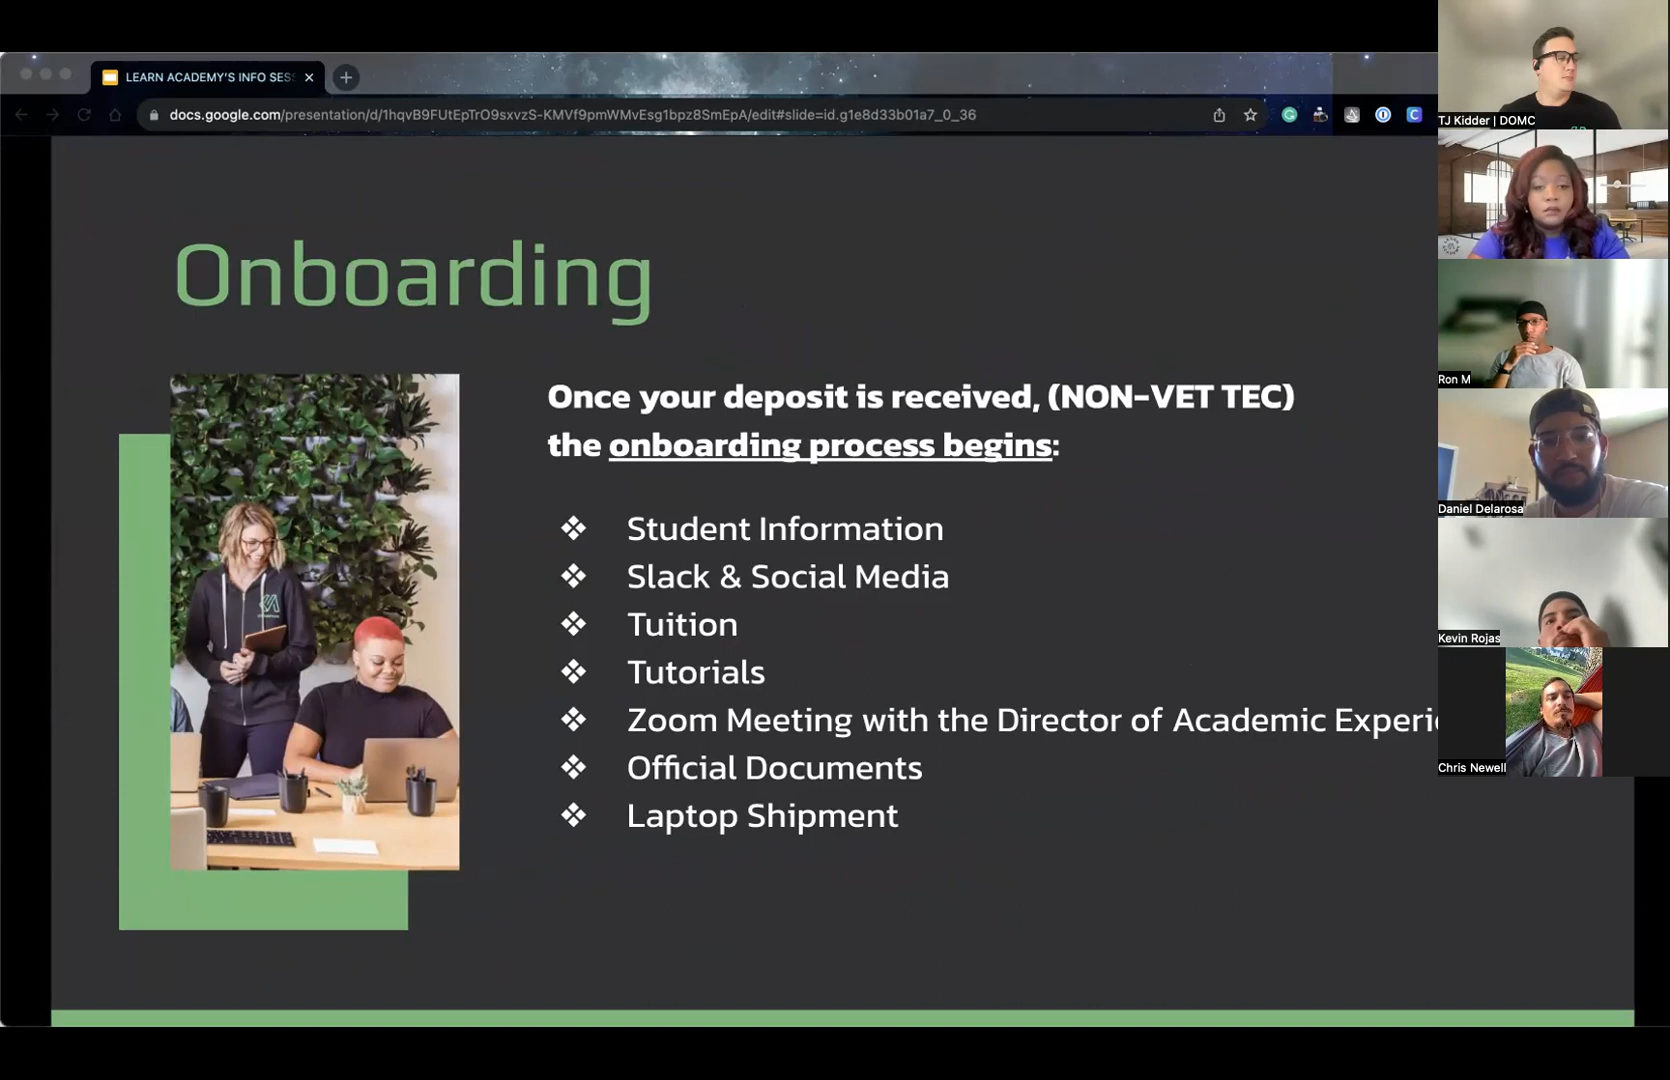 LEARN ACADEMY'S INFO SES
docs.google.com/presentation/d/1hqvB9FUtEpTrO9sxvzS-KMVf9pmWMvEsg1bpz8SmEpA/edit#slide=id.g1e8d33b01a7_0_36
Onboarding
Once your deposit is received, (NON-VET TEC)
the onboarding process begins:
❖ Student Information
❖ Slack & Social Media
❖ Tuition
❖ Tutorials
❖ Zoom Meeting with the Director of Academic Experi
❖ Official Documents
❖ Laptop Shipment
TJ Kidder | DOMC
Ron M
Daniel Delarosa
Kevin Rojas
Chris Newell